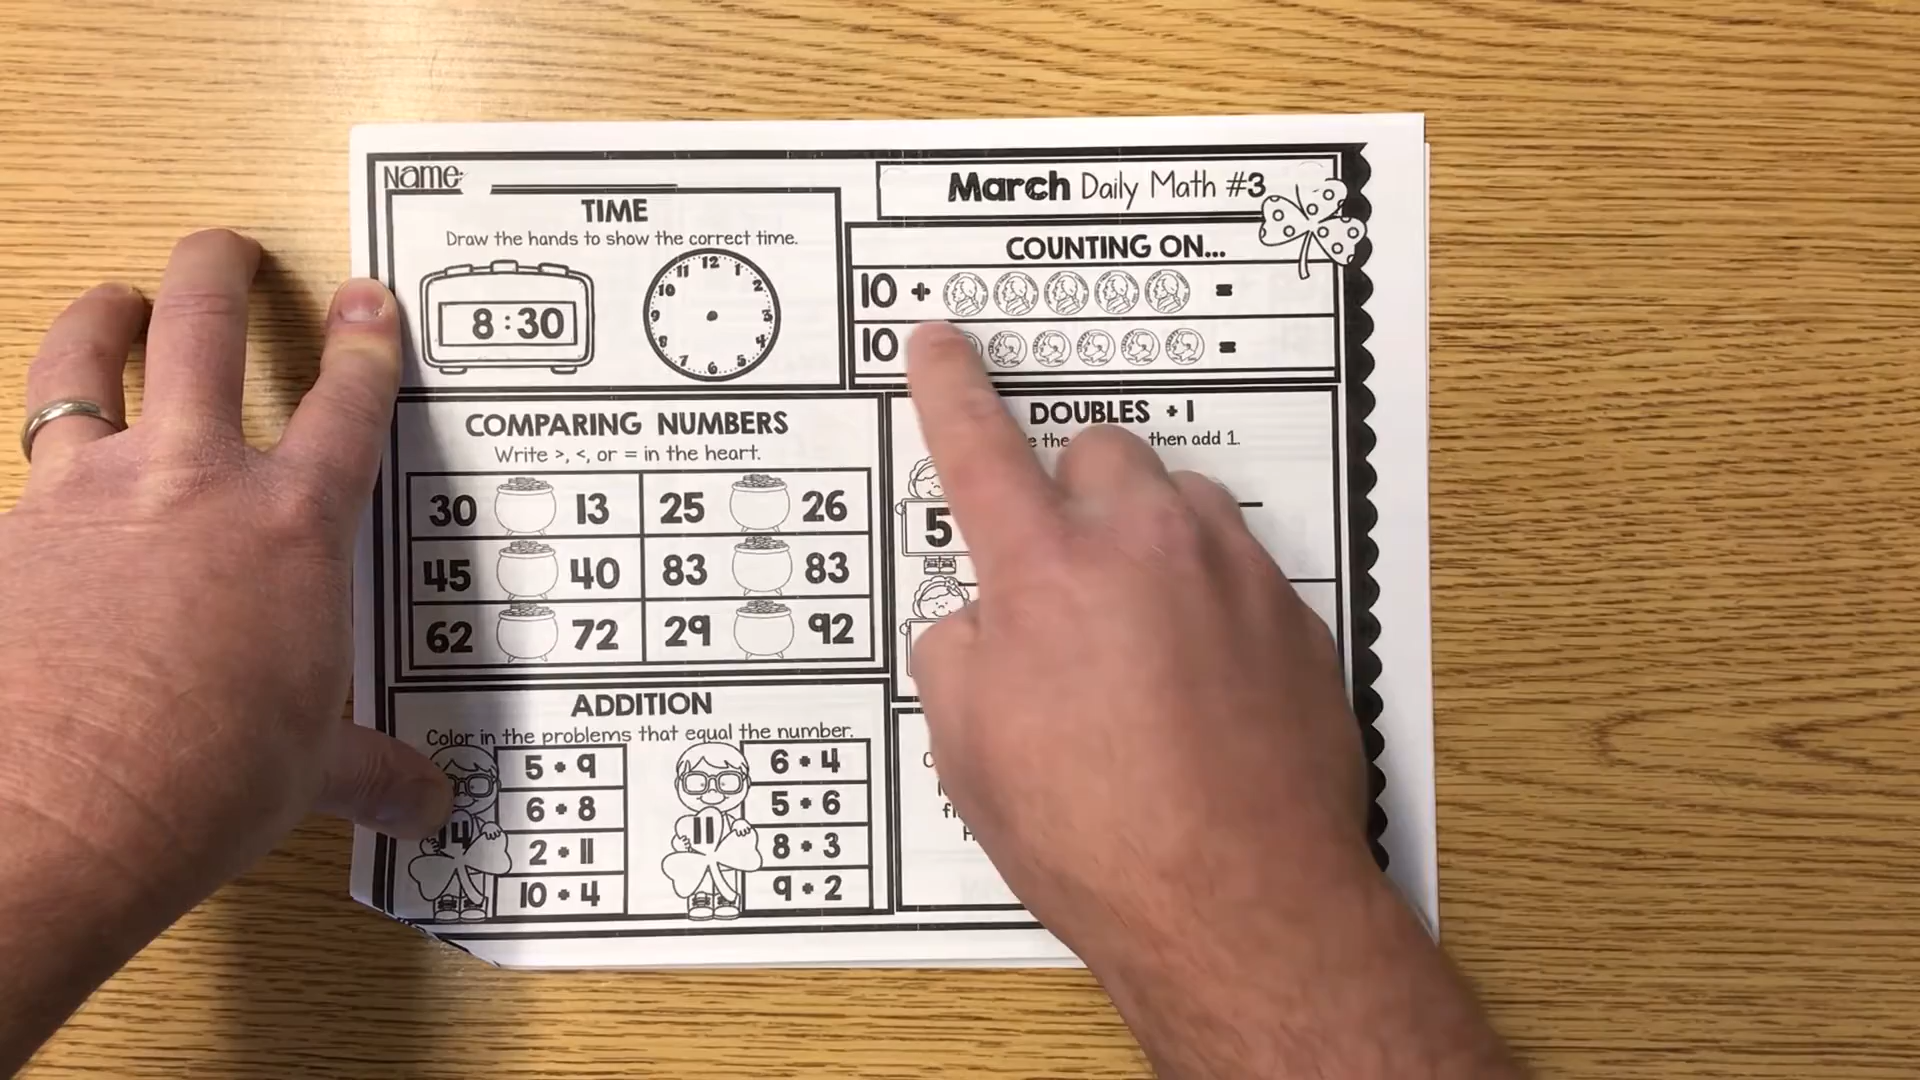 Name:
March Daily Math #3
TIME
Draw the hands to show the correct time.
8:30
12
11 1
10 2
9 3
8 4
7 5
6
COUNTING ON...
10 + =
10 =
COMPARING NUMBERS
Write >, <, or = in the heart.
30 13 25 26
45 40 83 83
62 72 29 92
DOUBLES +1
the then add 1.
5
ADDITION
Color in the problems that equal the number.
14
5 + 9
6 + 8
2 + 11
10 + 4
11
6 + 4
5 + 6
8 + 3
9 + 2